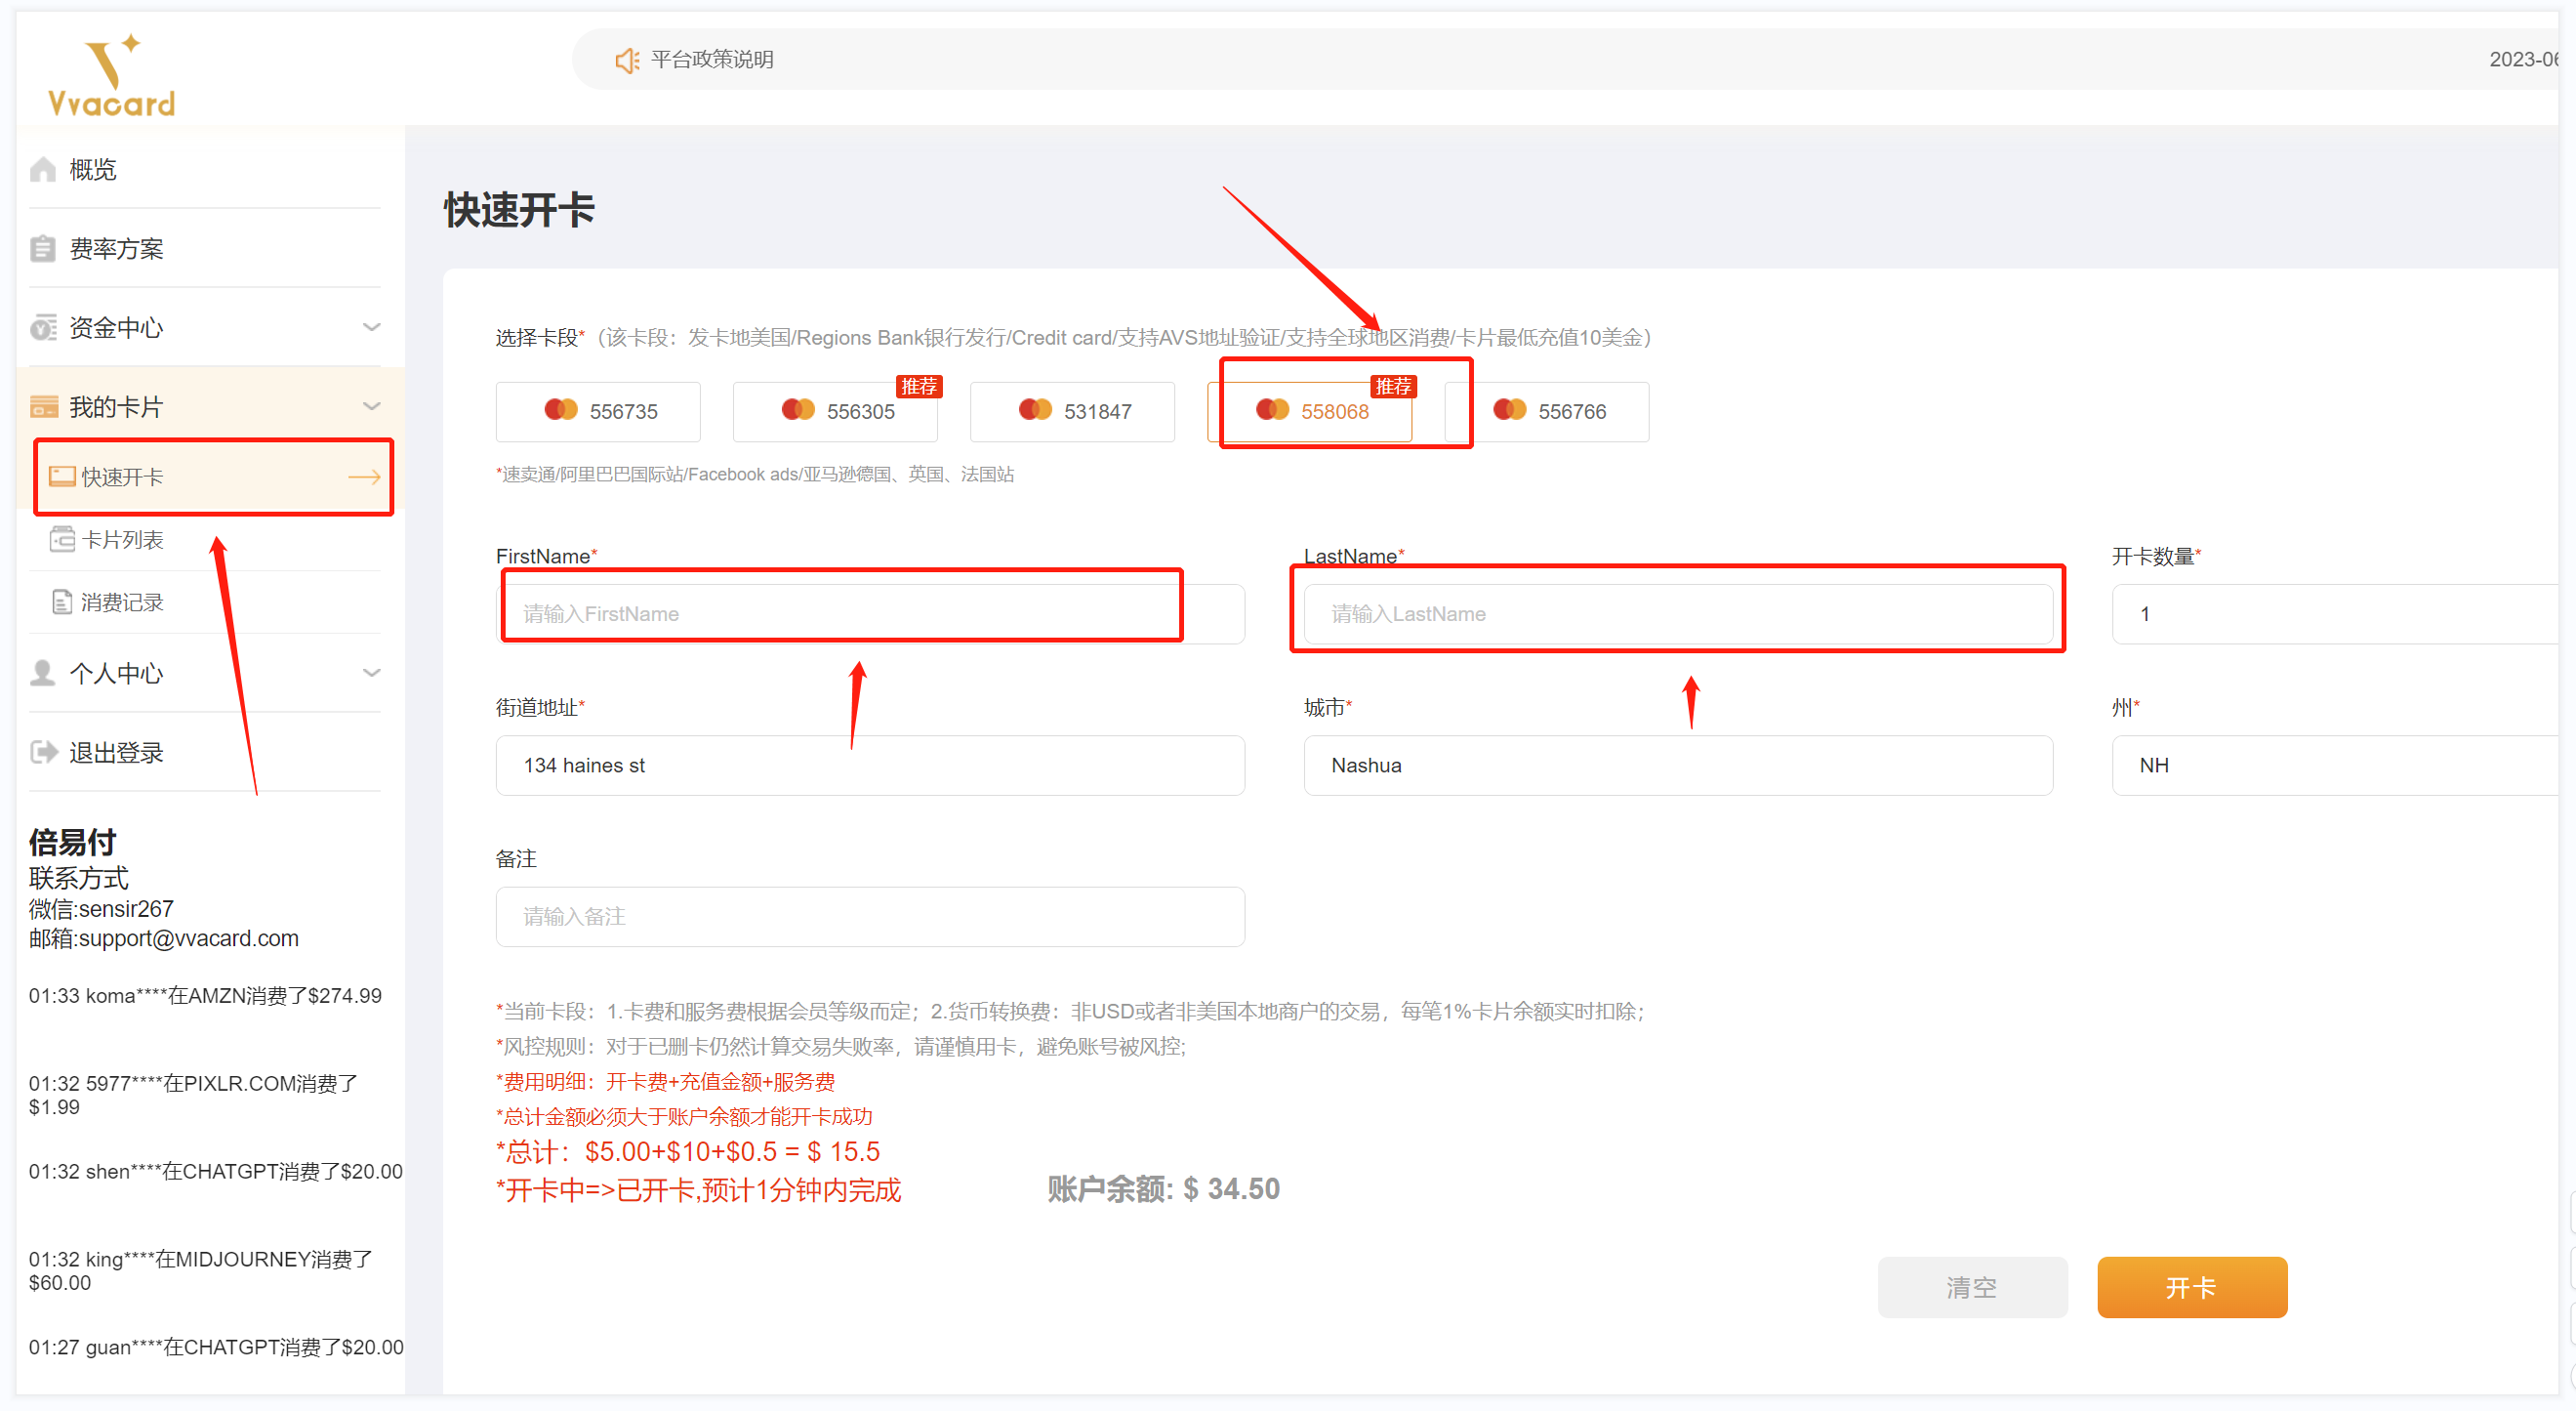 Vvacard
平台政策说明
2023-06
概览
费率方案
资金中心
我的卡片
快速开卡
卡片列表
消费记录
个人中心
退出登录
倍易付
联系方式
微信:sensir267
邮箱:support@vvacard.com
01:33 koma****在AMZN消费了$274.99
01:32 5977****在PIXLR.COM消费了
$1.99
01:32 shen****在CHATGPT消费了$20.00
01:32 king****在MIDJOURNEY消费了
$60.00
01:27 guan****在CHATGPT消费了$20.00
快速开卡
选择卡段*（该卡段：发卡地美国/Regions Bank银行发行/Credit card/支持AVS地址验证/支持全球地区消费/卡片最低充值10美金）
556735
推荐
556305
531847
推荐
558068
556766
*速卖通/阿里巴巴国际站/Facebook ads/亚马逊德国、英国、法国站
FirstName*
LastName*
开卡数量*
请输入FirstName
请输入LastName
1
街道地址*
城市*
州*
134 haines st
Nashua
NH
备注
请输入备注
*当前卡段：1.卡费和服务费根据会员等级而定；2.货币转换费：非USD或者非美国本地商户的交易，每笔1%卡片余额实时扣除；
*风控规则：对于已删卡仍然计算交易失败率，请谨慎用卡，避免账号被风控;
*费用明细：开卡费+充值金额+服务费
*总计金额必须大于账户余额才能开卡成功
*总计：$5.00+$10+$0.5 = $ 15.5
*开卡中=>已开卡,预计1分钟内完成
账户余额: $ 34.50
清空
开卡